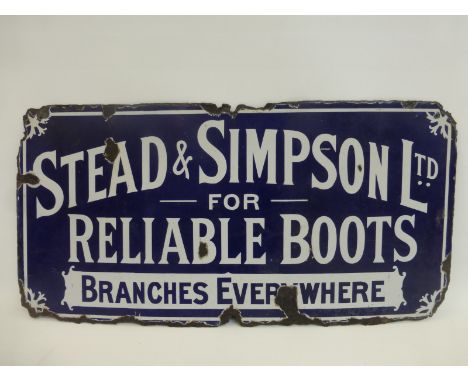 STEAD & SIMPSON LTD
FOR
RELIABLE BOOTS
BRANCHES EVERYWHERE